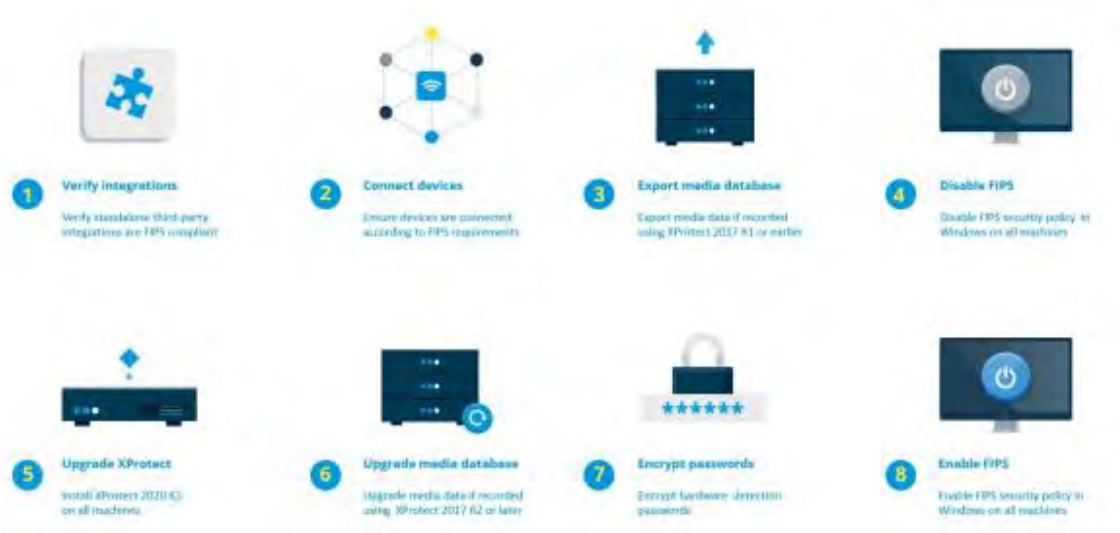 1
Verify integrations
Verify standalone third-party
integrations are FIPS compliant
2
Connect devices
Ensure devices are connected
according to FIPS requirements
3
Export media database
Export media data if recorded
using XProtect 2017 R1 or earlier
4
Disable FIPS
Disable FIPS security policy in
Windows on all machines
5
Upgrade XProtect
Install XProtect 2020 R3
on all machines
6
Upgrade media database
Upgrade media data if recorded
using XProtect 2017 R2 or later
******
7
Encrypt passwords
Encrypt hardware detection
passwords
8
Enable FIPS
Enable FIPS security policy in
Windows on all machines